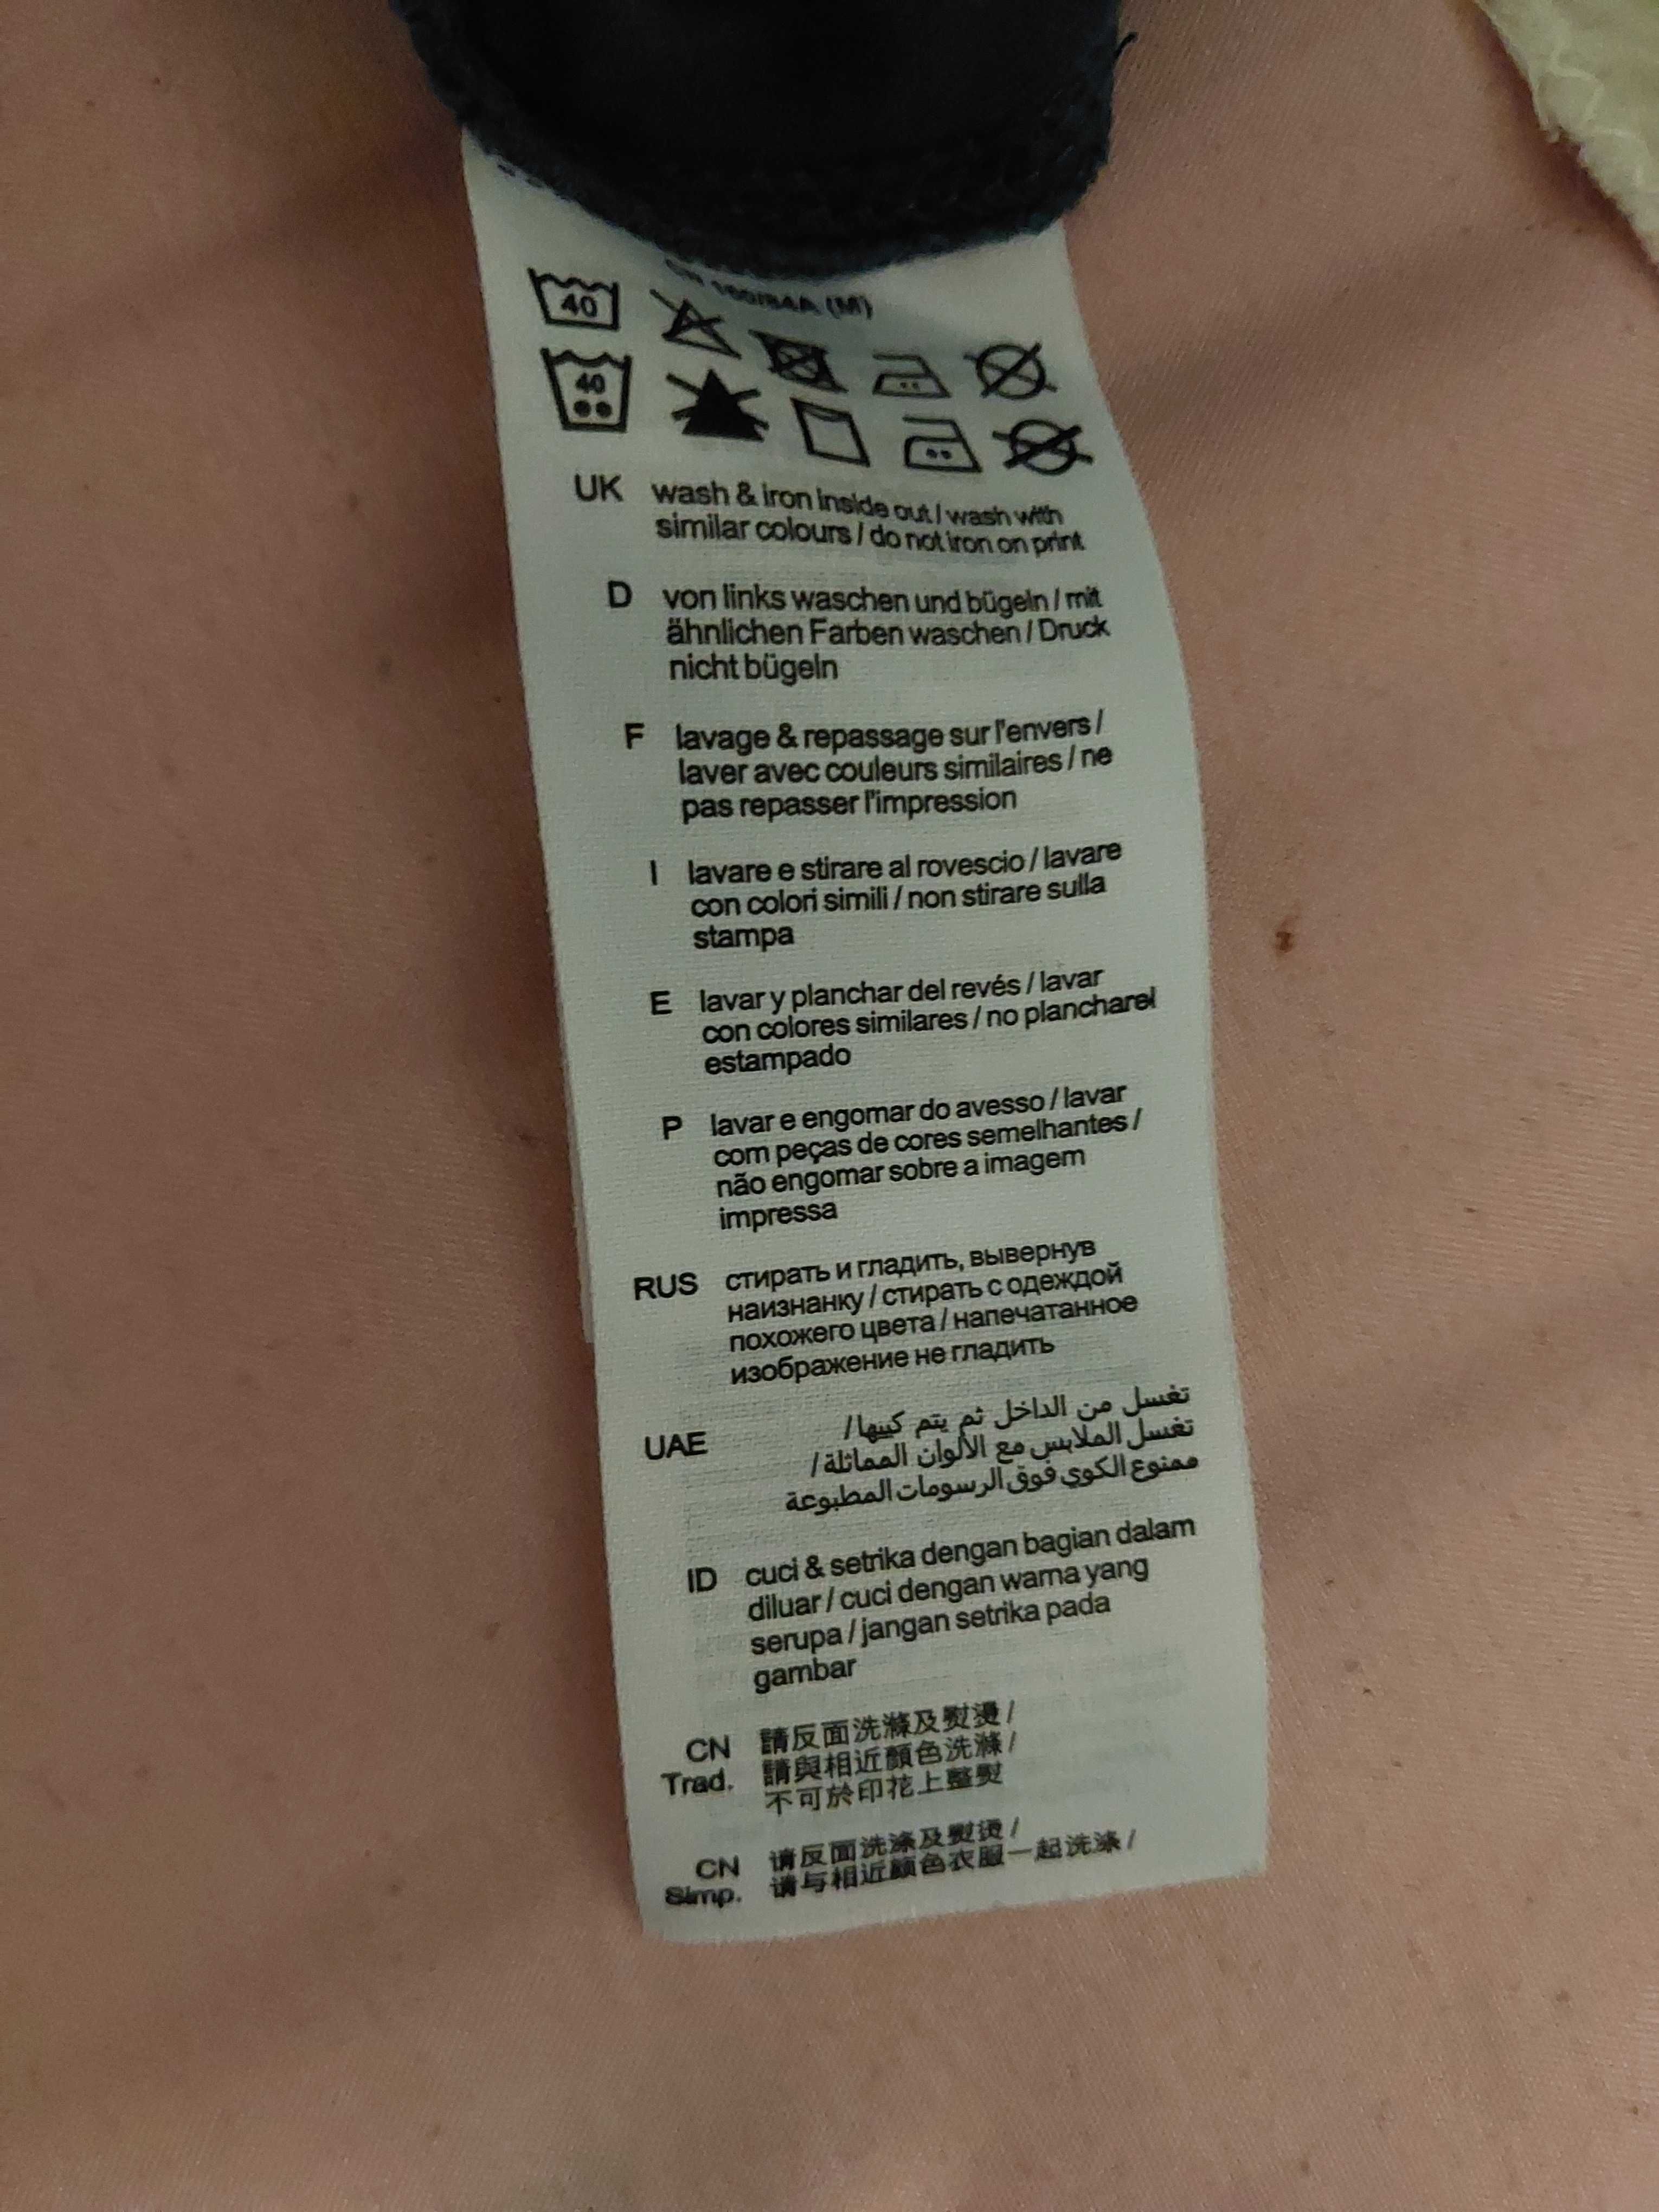 160/84A (M)
40
40
UK wash & iron inside out / wash with
similar colours / do not iron on print
D von links waschen und bügeln / mit
ähnlichen Farben waschen / Druck
nicht bügeln
F lavage & repassage sur l'envers /
laver avec couleurs similaires / ne
pas repasser l'impression
I lavare e stirare al rovescio / lavare
con colori simili / non stirare sulla
stampa
E lavar y planchar del revés / lavar
con colores similares / no plancharel
estampado
P lavar e engomar do avesso / lavar
com peças de cores semelhantes /
não engomar sobre a imagem
impressa
RUS стирать и гладить, вывернув
наизнанку / стирать с одеждой
похожего цвета / напечатанное
изображение не гладить
UAE تغسل من الداخل ثم يتم كييها /
تغسل الملابس مع الألوان المماثلة /
ممنوع الكوي فوق الرسومات المطبوعة
ID cuci & setrika dengan bagian dalam
diluar / cuci dengan warna yang
serupa / jangan setrika pada
gambar
CN 請反面洗滌及熨燙 /
Trad. 請與相近顏色洗滌 /
不可於印花上整熨
CN 请反面洗涤及熨烫 /
Simp. 请与相近颜色衣服一起洗涤 /